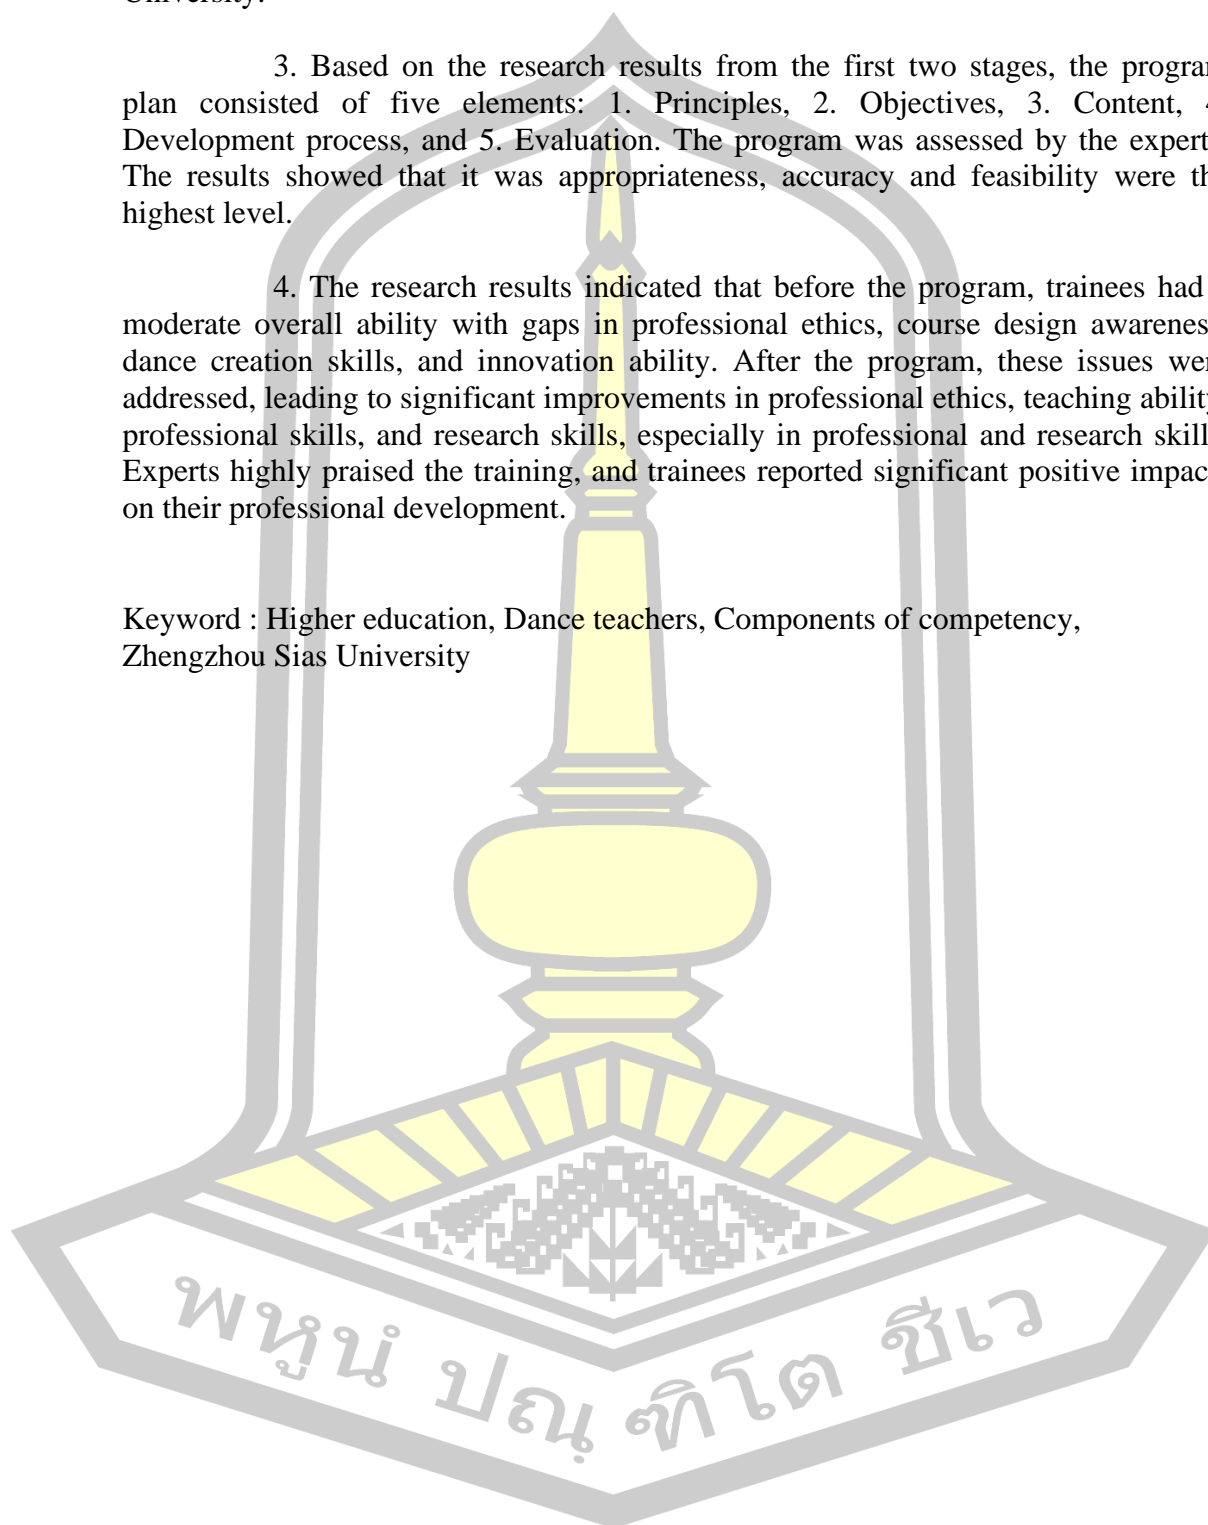 University.
3. Based on the research results from the first two stages, the program
plan consisted of five elements: 1. Principles, 2. Objectives, 3. Content, 4
Development process, and 5. Evaluation. The program was assessed by the expert
The results showed that it was appropriateness, accuracy and feasibility were th
highest level.
4. The research results indicated that before the program, trainees had
moderate overall ability with gaps in professional ethics, course design awarenes
dance creation skills, and innovation ability. After the program, these issues wer
addressed, leading to significant improvements in professional ethics, teaching ability
professional skills, and research skills, especially in professional and research skill
Experts highly praised the training, and trainees reported significant positive impac
on their professional development.
Keyword : Higher education, Dance teachers, Components of competency,
Zhengzhou Sias University
พหูนํ ปณฺฑิโต ชีเว